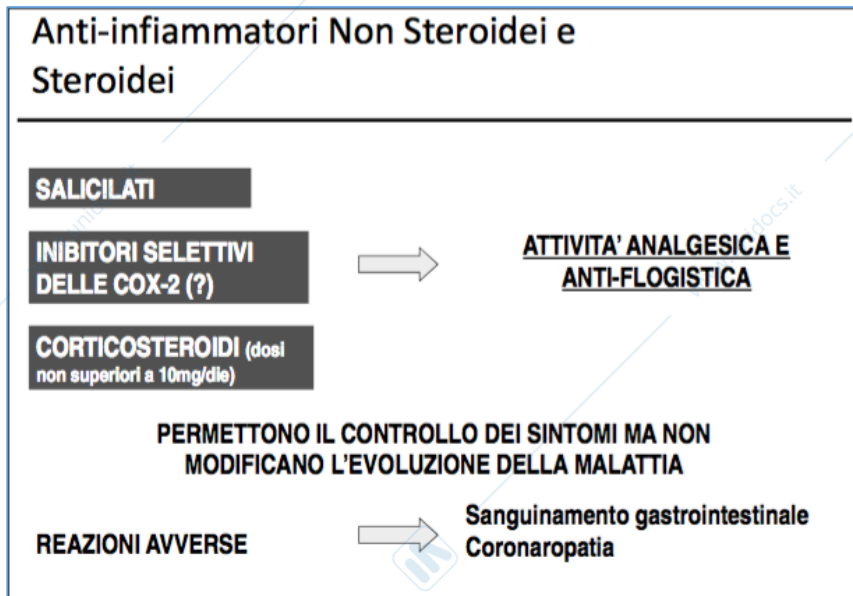 Anti-infiammatori Non Steroidei e
Steroidei
SALICILATI
INIBITORI SELETTIVI
DELLE COX-2 (?)
ATTIVITA' ANALGESICA E
ANTI-FLOGISTICA
CORTICOSTEROIDI (dosi
non superiori a 10mg/die)
PERMETTONO IL CONTROLLO DEI SINTOMI MA NON
MODIFICANO L'EVOLUZIONE DELLA MALATTIA
REAZIONI AVVERSE
Sanguinamento gastrointestinale
Coronaropatia